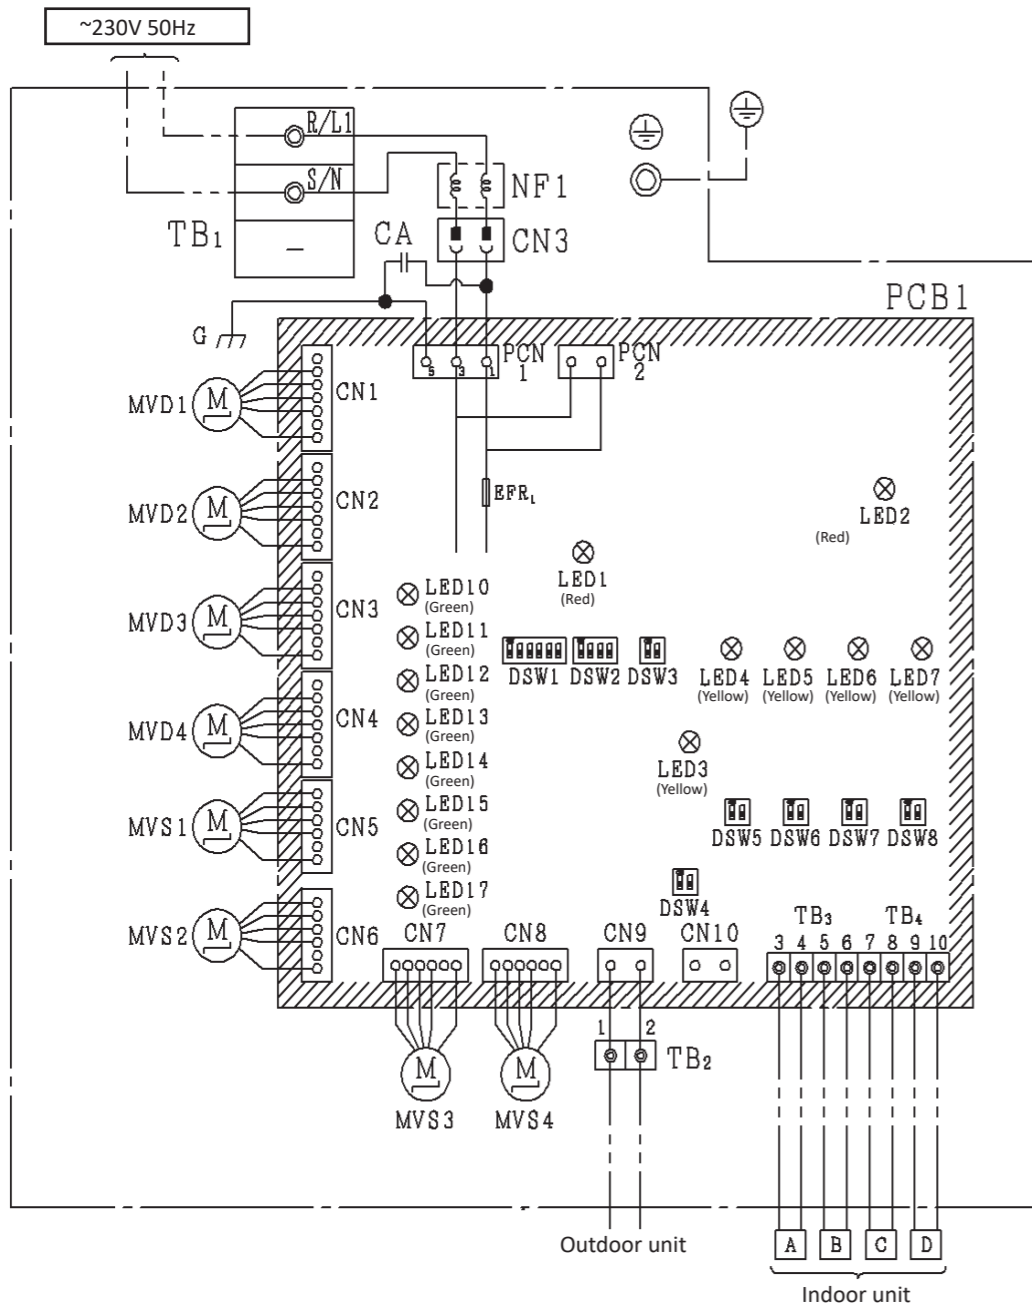 ~230V 50Hz
R/L1
S/N
NF1
TB1
–
CA
CN3
PCB1
G
5 3 1
PCN
1
PCN
2
MVD1
M
CN1
MVD2
M
CN2
EFR1
LED2
(Red)
LED1
(Red)
LED10
(Green)
MVD3
M
CN3
LED11
(Green)
DSW1 DSW2 DSW3
LED12
(Green)
LED4 LED5 LED6 LED7
(Yellow) (Yellow) (Yellow) (Yellow)
MVD4
M
CN4
LED13
(Green)
LED14
(Green)
LED3
(Yellow)
MVS1
M
CN5
LED15
(Green)
DSW5 DSW6 DSW7 DSW8
LED16
(Green)
LED17
(Green)
DSW4
MVS2
M
CN6
CN7 CN8 CN9 CN10
TB3 TB4
3 4 5 6 7 8 9 10
1 2
TB2
M
MVS3
M
MVS4
Outdoor unit
A B C D
Indoor unit